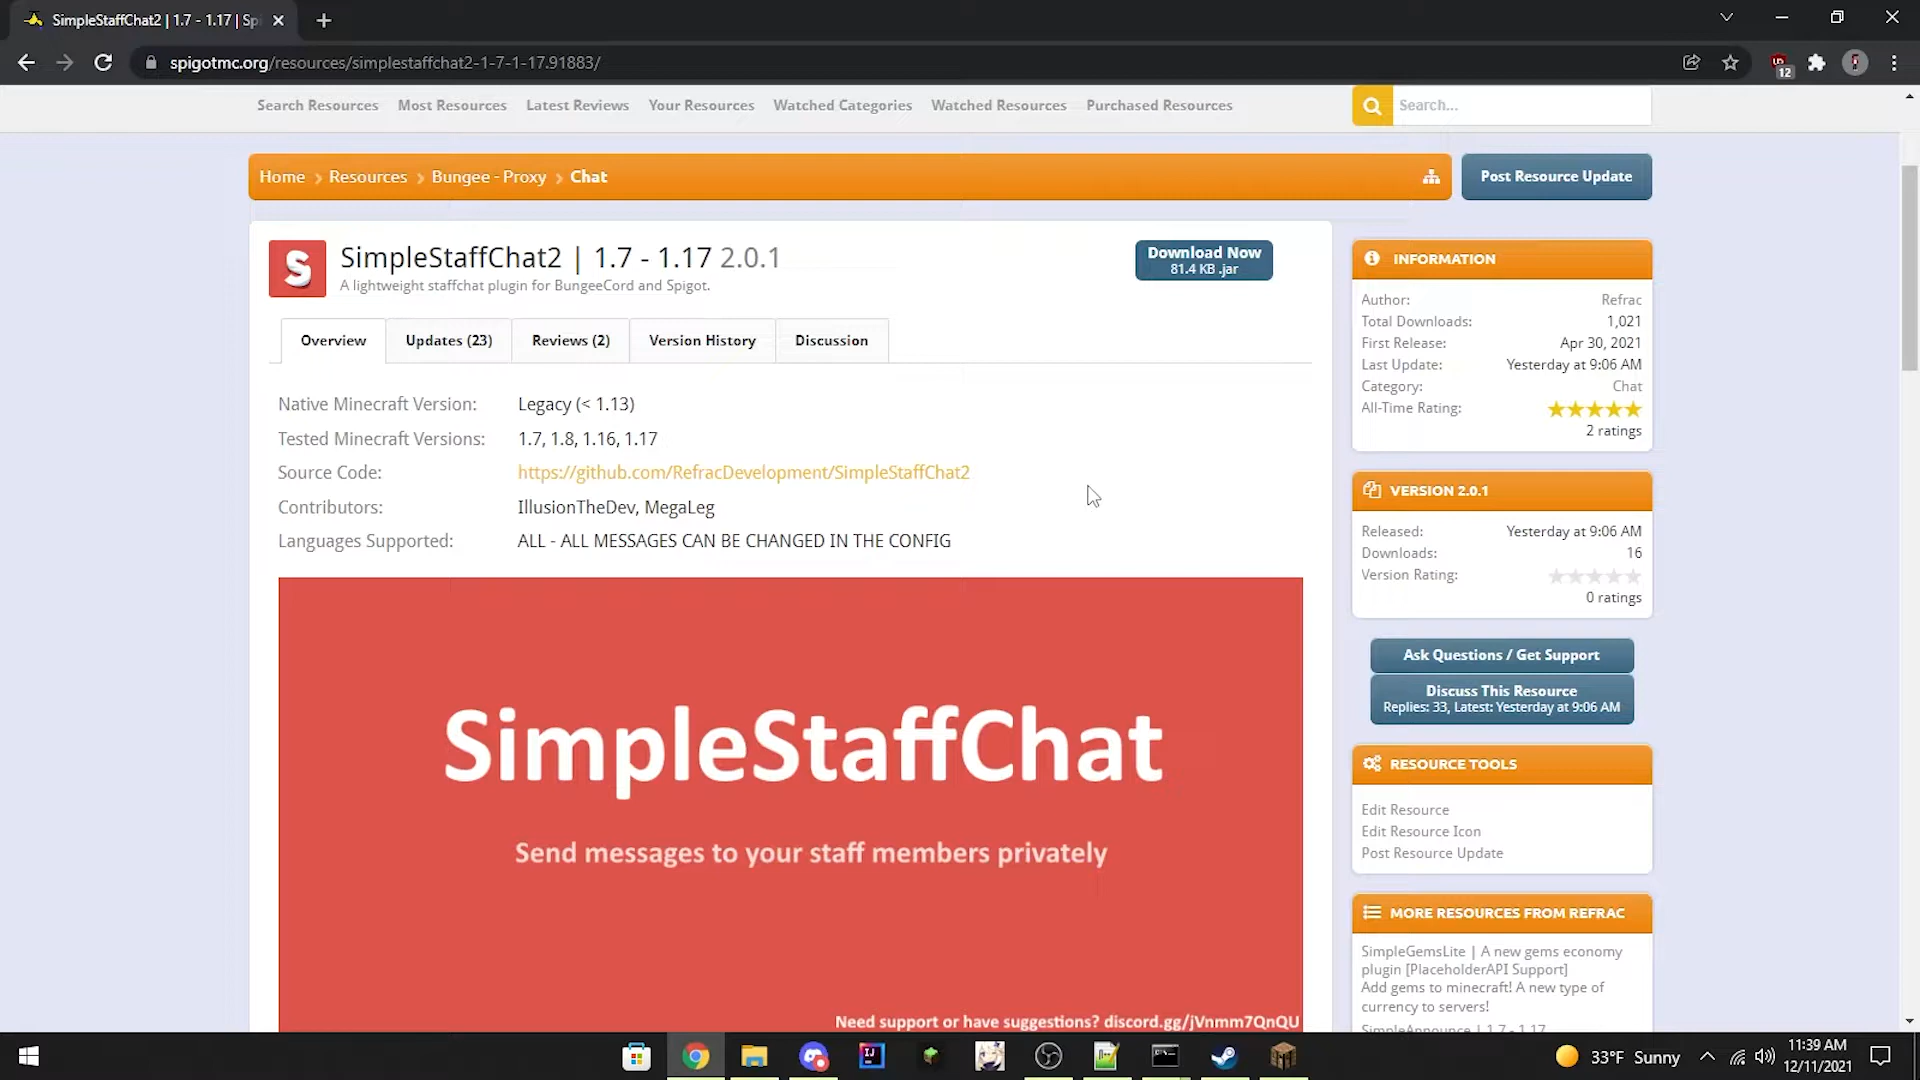 SimpleStaffChat2 | 1.7 - 1.17 | Spi
spigotmc.org/resources/simplestaffchat2-1-7-1-17.91883/
12
Search Resources Most Resources Latest Reviews Your Resources Watched Categories Watched Resources Purchased Resources
Search...
Home Resources Bungee - Proxy Chat
Post Resource Update
S
SimpleStaffChat2 | 1.7 - 1.17 2.0.1
A lightweight staffchat plugin for BungeeCord and Spigot.
Download Now
81.4 KB .jar
Overview Updates (23) Reviews (2) Version History Discussion
Native Minecraft Version: Legacy (< 1.13)
Tested Minecraft Versions: 1.7, 1.8, 1.16, 1.17
Source Code: https://github.com/RefracDevelopment/SimpleStaffChat2
Contributors: IllusionTheDev, MegaLeg
Languages Supported: ALL - ALL MESSAGES CAN BE CHANGED IN THE CONFIG
SimpleStaffChat
Send messages to your staff members privately
Need support or have suggestions? discord.gg/jVnmm7QnQU
INFORMATION
Author: Refrac
Total Downloads: 1,021
First Release: Apr 30, 2021
Last Update: Yesterday at 9:06 AM
Category: Chat
All-Time Rating:
2 ratings
VERSION 2.0.1
Released: Yesterday at 9:06 AM
Downloads: 16
Version Rating:
0 ratings
Ask Questions / Get Support
Discuss This Resource
Replies: 33, Latest: Yesterday at 9:06 AM
RESOURCE TOOLS
Edit Resource
Edit Resource Icon
Post Resource Update
MORE RESOURCES FROM REFRAC
SimpleGemsLite | A new gems economy
plugin [PlaceholderAPI Support]
Add gems to minecraft! A new type of
currency to servers!
SimpleAnnounce | 1.7 - 1.17
33°F Sunny
11:39 AM
12/11/2021